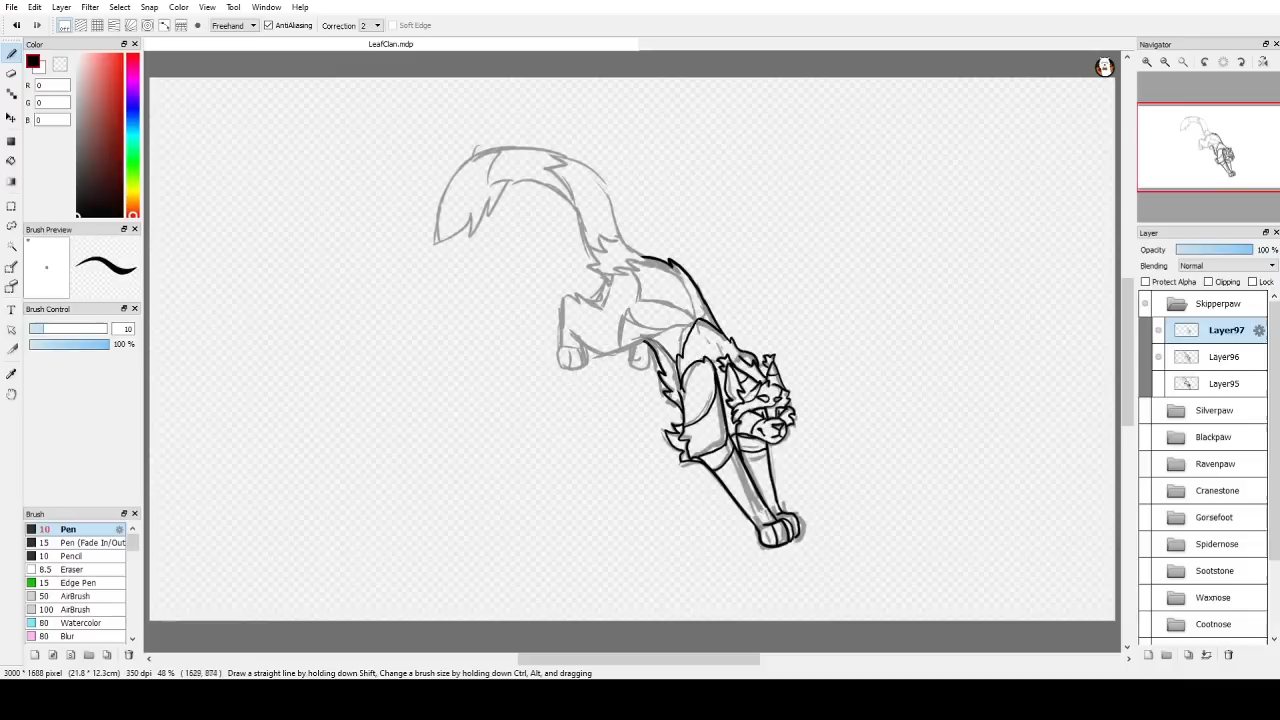 File Edit Layer Filter Select Snap Color View Tool Window Help
OFF Freehand AntiAliasing Correction 2 Soft Edge
Color
LeafClan.mdp
Navigator
R 0
G 0
B 0
Brush Preview
Layer
Opacity 100 %
Blending Normal
Protect Alpha Clipping Lock
Skipperpaw
Layer97
Layer96
Layer95
Silverpaw
Blackpaw
Ravenpaw
Cranestone
Gorsefoot
Spidernose
Sootstone
Waxnose
Cootnose
Brush Control
10
100 %
Brush
10 Pen
15 Pen (Fade In/Out
10 Pencil
8.5 Eraser
15 Edge Pen
50 AirBrush
100 AirBrush
80 Watercolor
80 Blur
3000 * 1688 pixel (21.8 * 12.3cm) 350 dpi 48 % ( 1629, 874 ) Draw a straight line by holding down Shift, Change a brush size by holding down Ctrl, Alt, and dragging